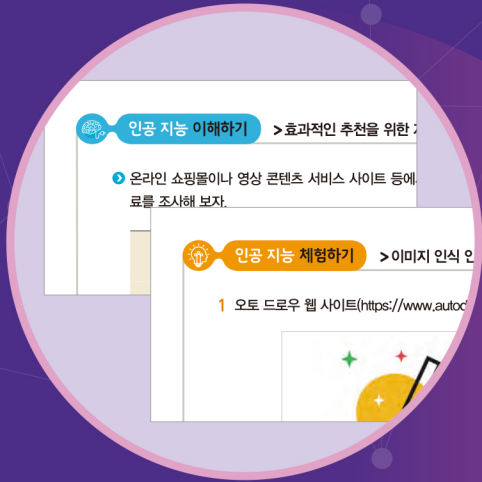 인공 지능 이해하기 > 효과적인 추천을 위한
온라인 쇼핑몰이나 영상 콘텐츠 서비스 사이트 등에
료를 조사해 보자.
인공 지능 체험하기 > 이미지 인식
1 오토 드로우 웹 사이트(https://www.autod